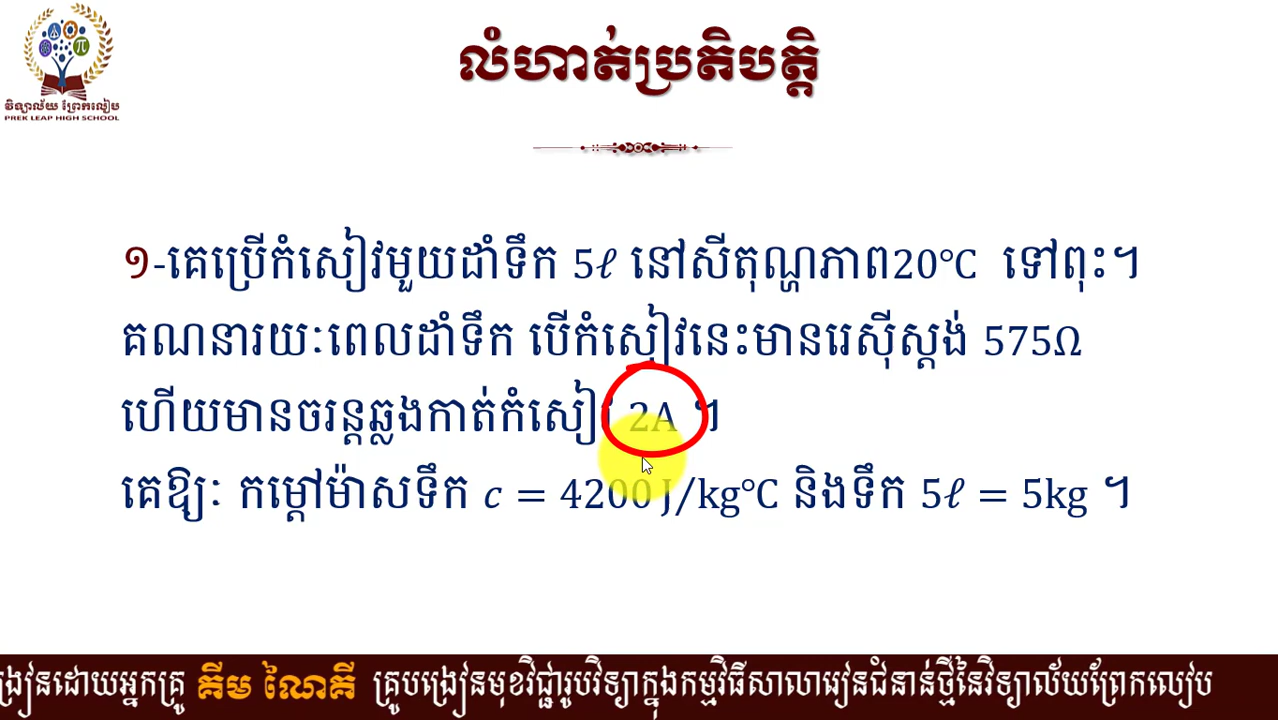 លំហាត់ប្រតិបត្តិ
វិទ្យាល័យ ព្រែកលៀប
PREK LEAP HIGH SCHOOL
១-គេប្រើកំសៀវមួយដាំទឹក 5ℓ នៅសីតុណ្ហភាព20°C ទៅពុះ។
គណនារយៈពេលដាំទឹក បើកំសៀវនេះមានរេស៊ីស្តង់ 575Ω
ហើយមានចរន្តឆ្លងកាត់កំសៀវ 2A ។
គេឱ្យៈ កម្តៅម៉ាសទឹក c = 4200 J/kg°C និងទឹក 5ℓ = 5kg ។
ង្រៀនដោយអ្នកគ្រូ គីម ណៃគី គ្រូបង្រៀនមុខវិជ្ជារូបវិទ្យាក្នុងកម្មវិធីសាលារៀនជំនាន់ថ្មីនៃវិទ្យាល័យព្រែកលៀប